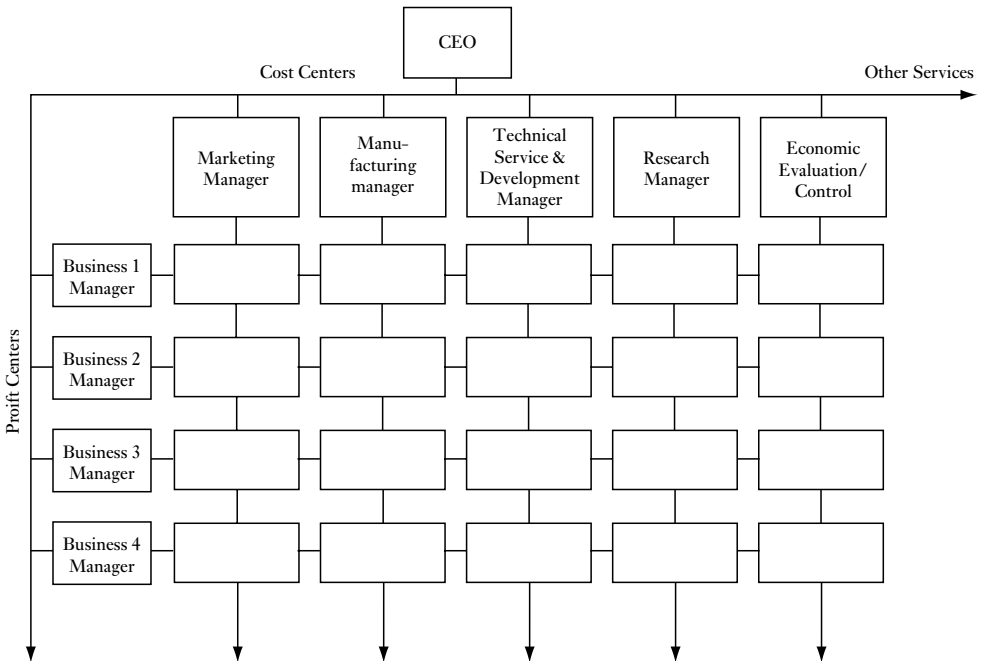 CEO
Cost Centers
Other Services
Marketing
Manager
Manu-
facturing
manager
Technical
Service &
Development
Manager
Research
Manager
Economic
Evaluation/
Control
Proift Centers
Business 1
Manager
Business 2
Manager
Business 3
Manager
Business 4
Manager